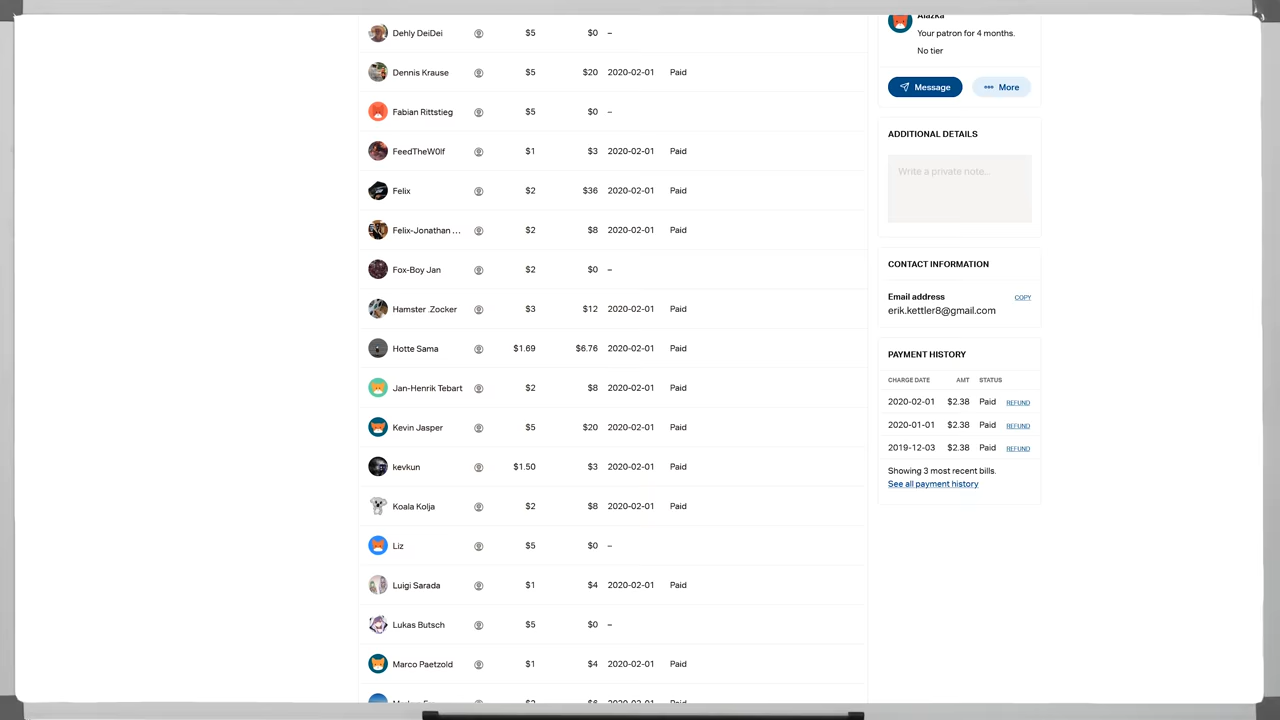 Dehly DeiDei $5 $0 –
Dennis Krause $5 $20 2020-02-01 Paid
Fabian Rittstieg $5 $0 –
FeedTheW0lf $1 $3 2020-02-01 Paid
Felix $2 $36 2020-02-01 Paid
Felix-Jonathan ... $2 $8 2020-02-01 Paid
Fox-Boy Jan $2 $0 –
Hamster .Zocker $3 $12 2020-02-01 Paid
Hotte Sama $1.69 $6.76 2020-02-01 Paid
Jan-Henrik Tebart $2 $8 2020-02-01 Paid
Kevin Jasper $5 $20 2020-02-01 Paid
kevkun $1.50 $3 2020-02-01 Paid
Koala Kolja $2 $8 2020-02-01 Paid
Liz $5 $0 –
Luigi Sarada $1 $4 2020-02-01 Paid
Lukas Butsch $5 $0 –
Marco Paetzold $1 $4 2020-02-01 Paid
Alazka
Your patron for 4 months.
No tier
Message More
ADDITIONAL DETAILS
Write a private note...
CONTACT INFORMATION
Email address COPY
erik.kettler8@gmail.com
PAYMENT HISTORY
CHARGE DATE AMT STATUS
2020-02-01 $2.38 Paid REFUND
2020-01-01 $2.38 Paid REFUND
2019-12-03 $2.38 Paid REFUND
Showing 3 most recent bills.
See all payment history